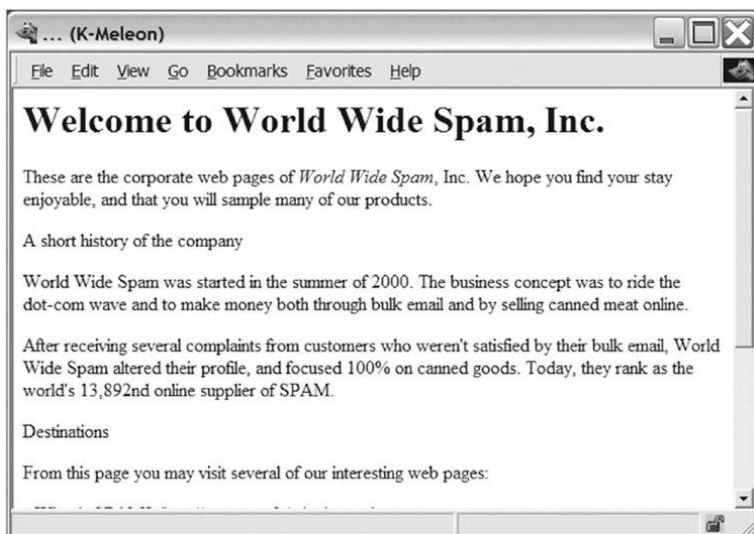 ... (K-Meleon)
File Edit View Go Bookmarks Favorites Help
Welcome to World Wide Spam, Inc.
These are the corporate web pages of World Wide Spam, Inc. We hope you find your stay
enjoyable, and that you will sample many of our products.
A short history of the company
World Wide Spam was started in the summer of 2000. The business concept was to ride the
dot-com wave and to make money both through bulk email and by selling canned meat online.
After receiving several complaints from customers who weren't satisfied by their bulk email, World
Wide Spam altered their profile, and focused 100% on canned goods. Today, they rank as the
world's 13,892nd online supplier of SPAM.
Destinations
From this page you may visit several of our interesting web pages: